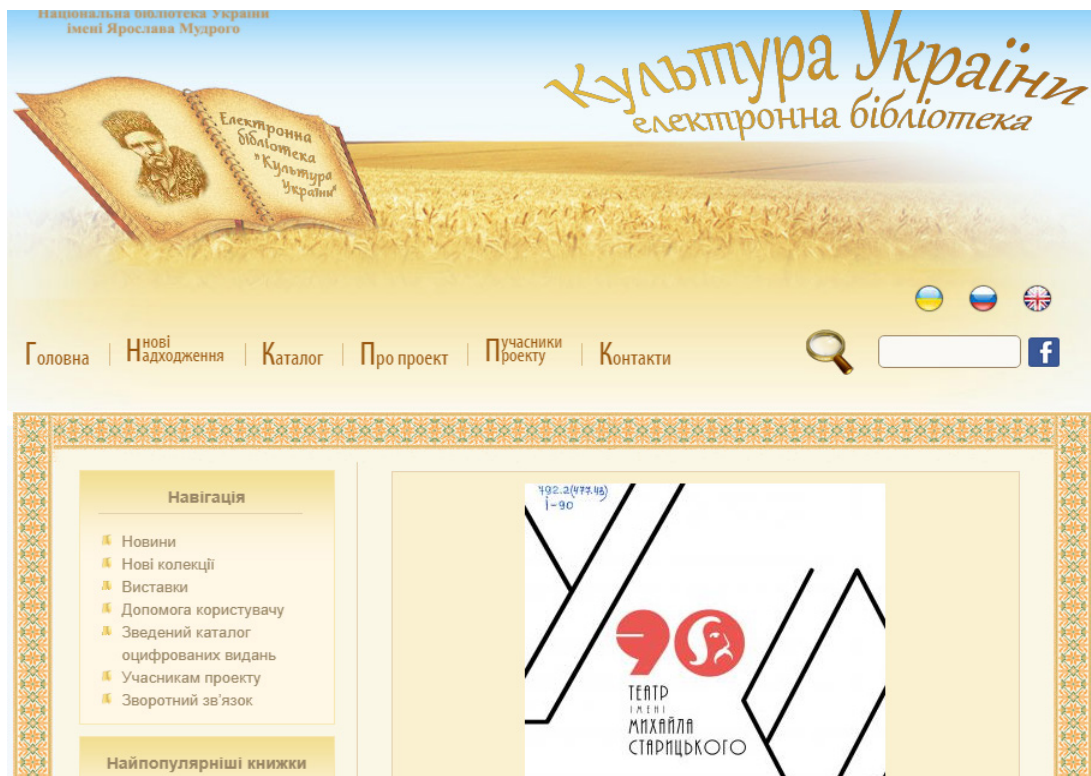 Національна бібліотека України
імені Ярослава Мудрого
Культура України
електронна бібліотека
Електронна
бібліотека
"Культура
України"
Головна
Нові
Надходження
Каталог
Про проект
Учасники
Проекту
Контакти
Навігація
Новини
Нові колекції
Виставки
Допомога користувачу
Зведений каталог
оцифрованих видань
Учасникам проекту
Зворотний зв'язок
Найпопулярніші книжки
792.2(477.43)
І-90
90
ТЕАТР
ІМЕНІ
МИХАЙЛА
СТАРИЦЬКОГО